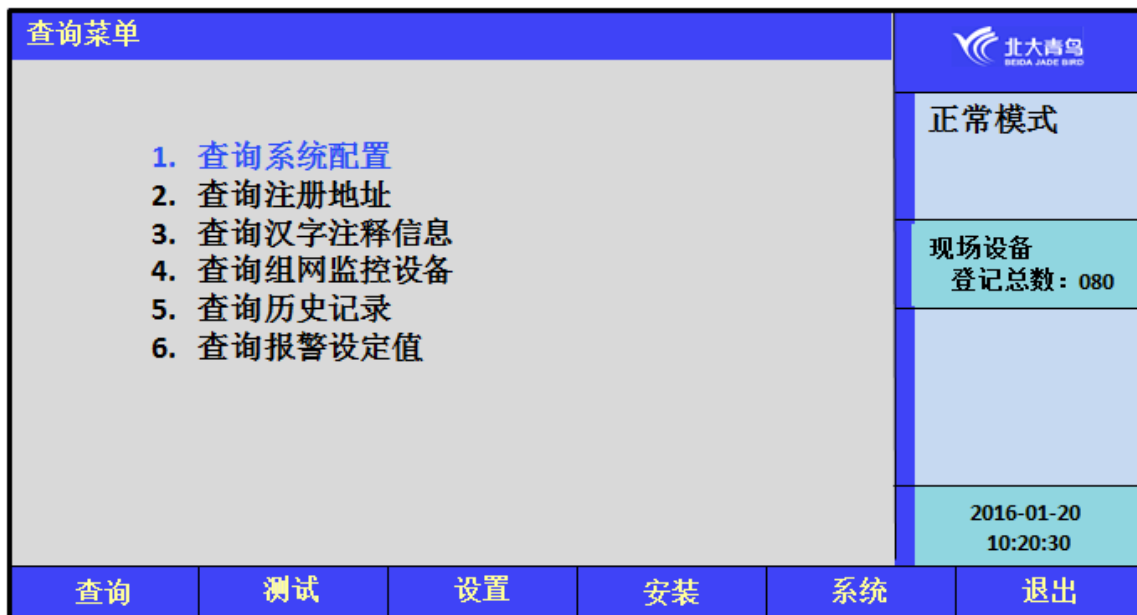 查询菜单
北大青鸟
BEIDA JADE BIRD
正常模式
1. 查询系统配置
2. 查询注册地址
3. 查询汉字注释信息
4. 查询组网监控设备
5. 查询历史记录
6. 查询报警设定值
现场设备
登记总数：080
2016-01-20
10:20:30
查询 测试 设置 安装 系统 退出